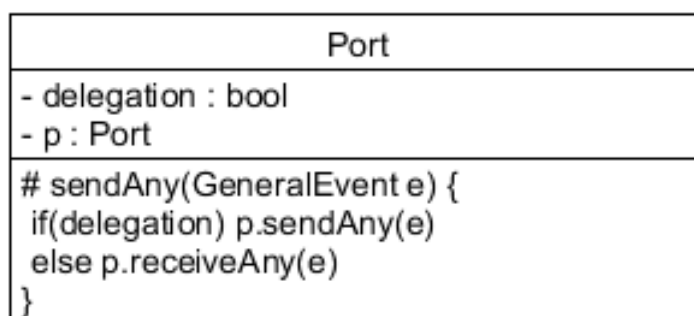 Port
- delegation : bool
- p : Port
# sendAny(GeneralEvent e) {
if(delegation) p.sendAny(e)
else p.receiveAny(e)
}